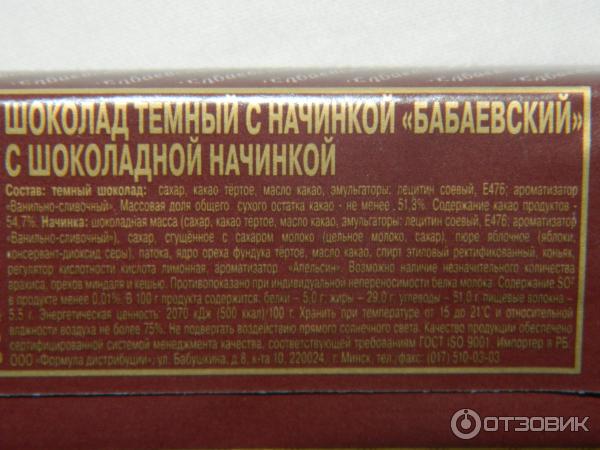 ШОКОЛАД ТЕМНЫЙ С НАЧИНКОЙ «БАБАЕВСКИЙ»
С ШОКОЛАДНОЙ НАЧИНКОЙ
Состав: темный шоколад: сахар, какао тёртое, масло какао, эмульгаторы: лецитин соевый, Е476; ароматизатор
«Ванильно-сливочный». Массовая доля общего сухого остатка какао - не менее 51,8%. Содержание какао продуктов -
54,7%. Начинка: шоколадная масса (сахар, какао тёртое, масло какао, эмульгаторы: лецитин соевый, Е476; ароматизатор
«Ванильно-сливочный»), сахар, сгущённое с сахаром молоко (цельное молоко, сахар), пюре яблочное (яблоки,
консервант-диоксид серы), патока, ядро ореха фундука тёртое, масло какао, спирт этиловый ректификованный, коньяк,
регулятор кислотности кислота лимонная, ароматизатор «Апельсин». Возможно наличие незначительного количества
арахиса, орехов миндаля и кешью. Противопоказано при индивидуальной непереносимости белка молока. Содержание SO²
в продукте менее 0,01%. В 100 г продукта содержится: белки – 5,0 г; жиры – 29,0 г; углеводы – 51,0 г; пищевые волокна –
5,5 г. Энергетическая ценность: 2070 кДж (500 ккал)/100 г. Хранить при температуре от 15 до 21°С и относительной
влажности воздуха не более 75%. Не подвергать воздействию прямого солнечного света. Качество продукции обеспечено
сертифицированной системой менеджмента качества, соответствующей требованиям ГОСТ ISO 9001. Импортер в РБ:
ООО «Формула дистрибуции», ул. Бабушкина, д.8, к-та 10, 220024, г. Минск, тел./факс: (017) 510-03-03
ОТЗОВИК